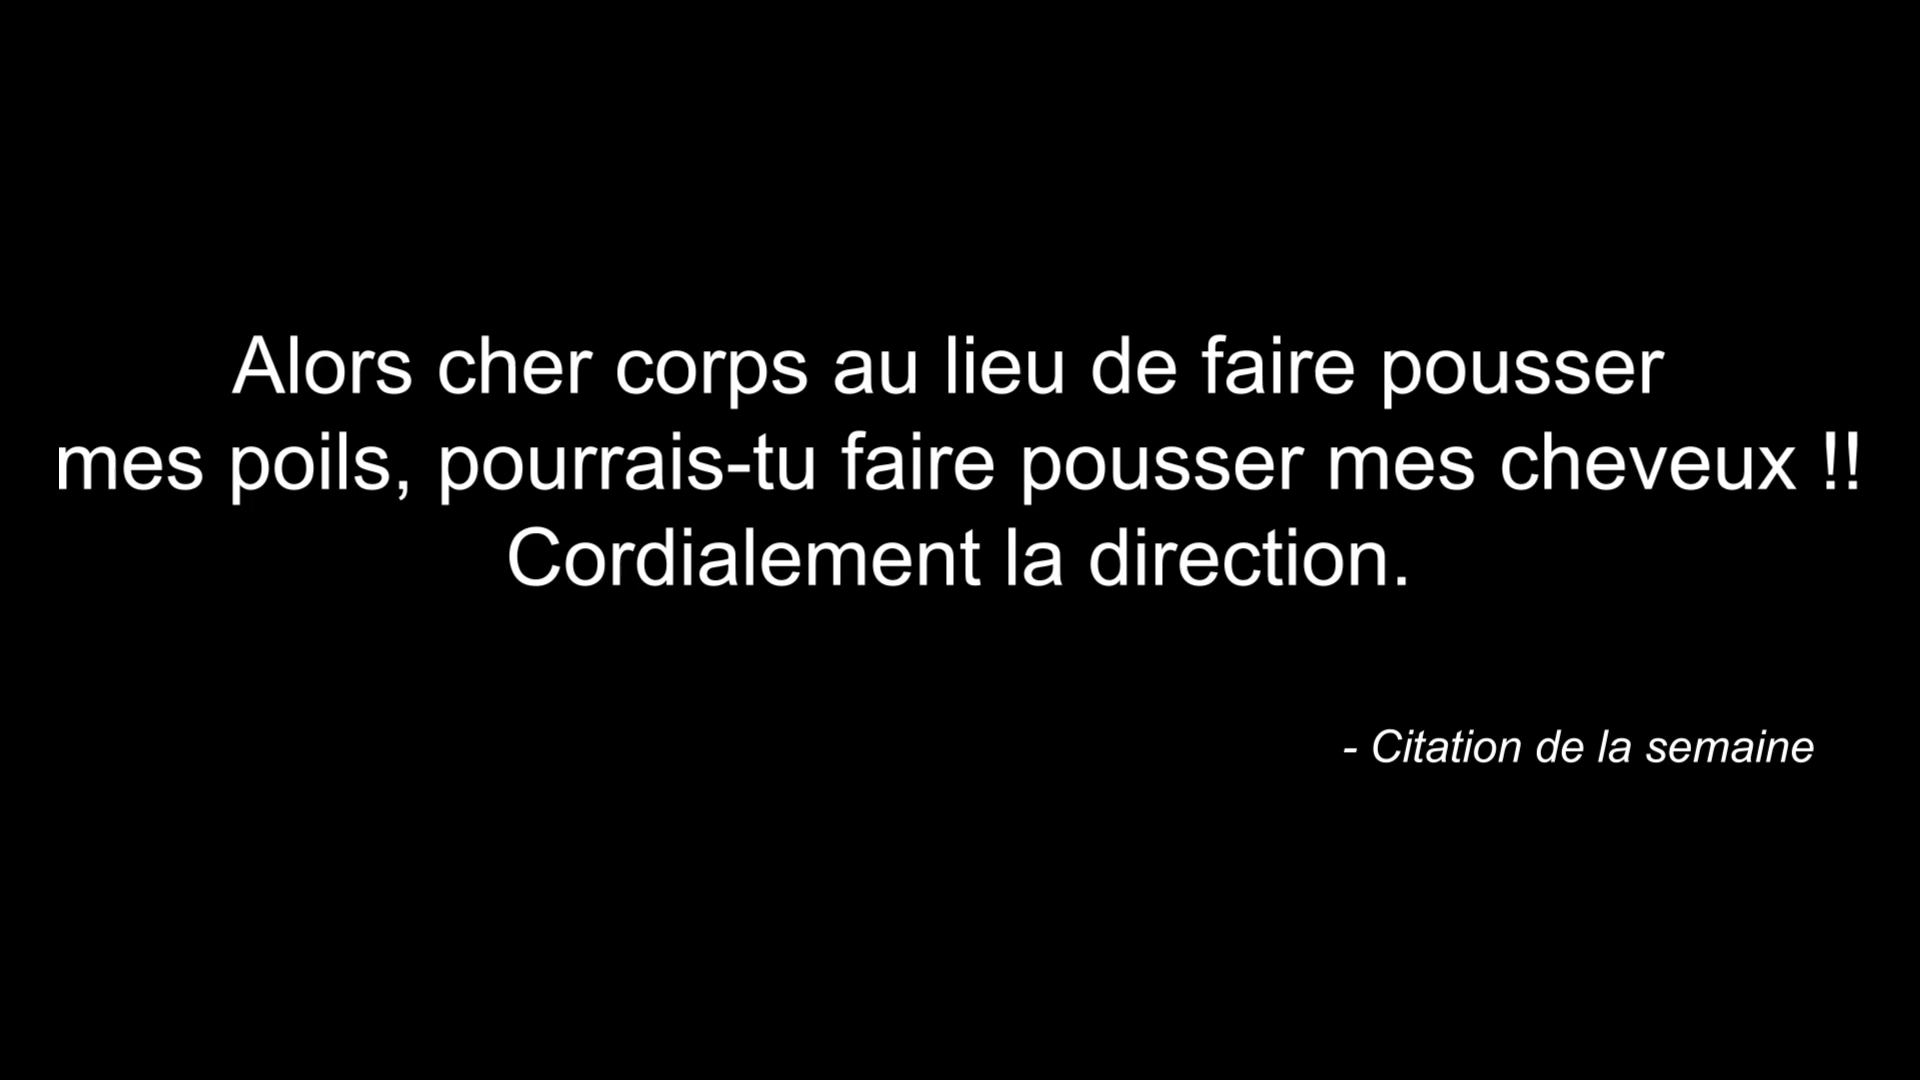 Alors cher corps au lieu de faire pousser
mes poils, pourrais-tu faire pousser mes cheveux !!
Cordialement la direction.
- Citation de la semaine